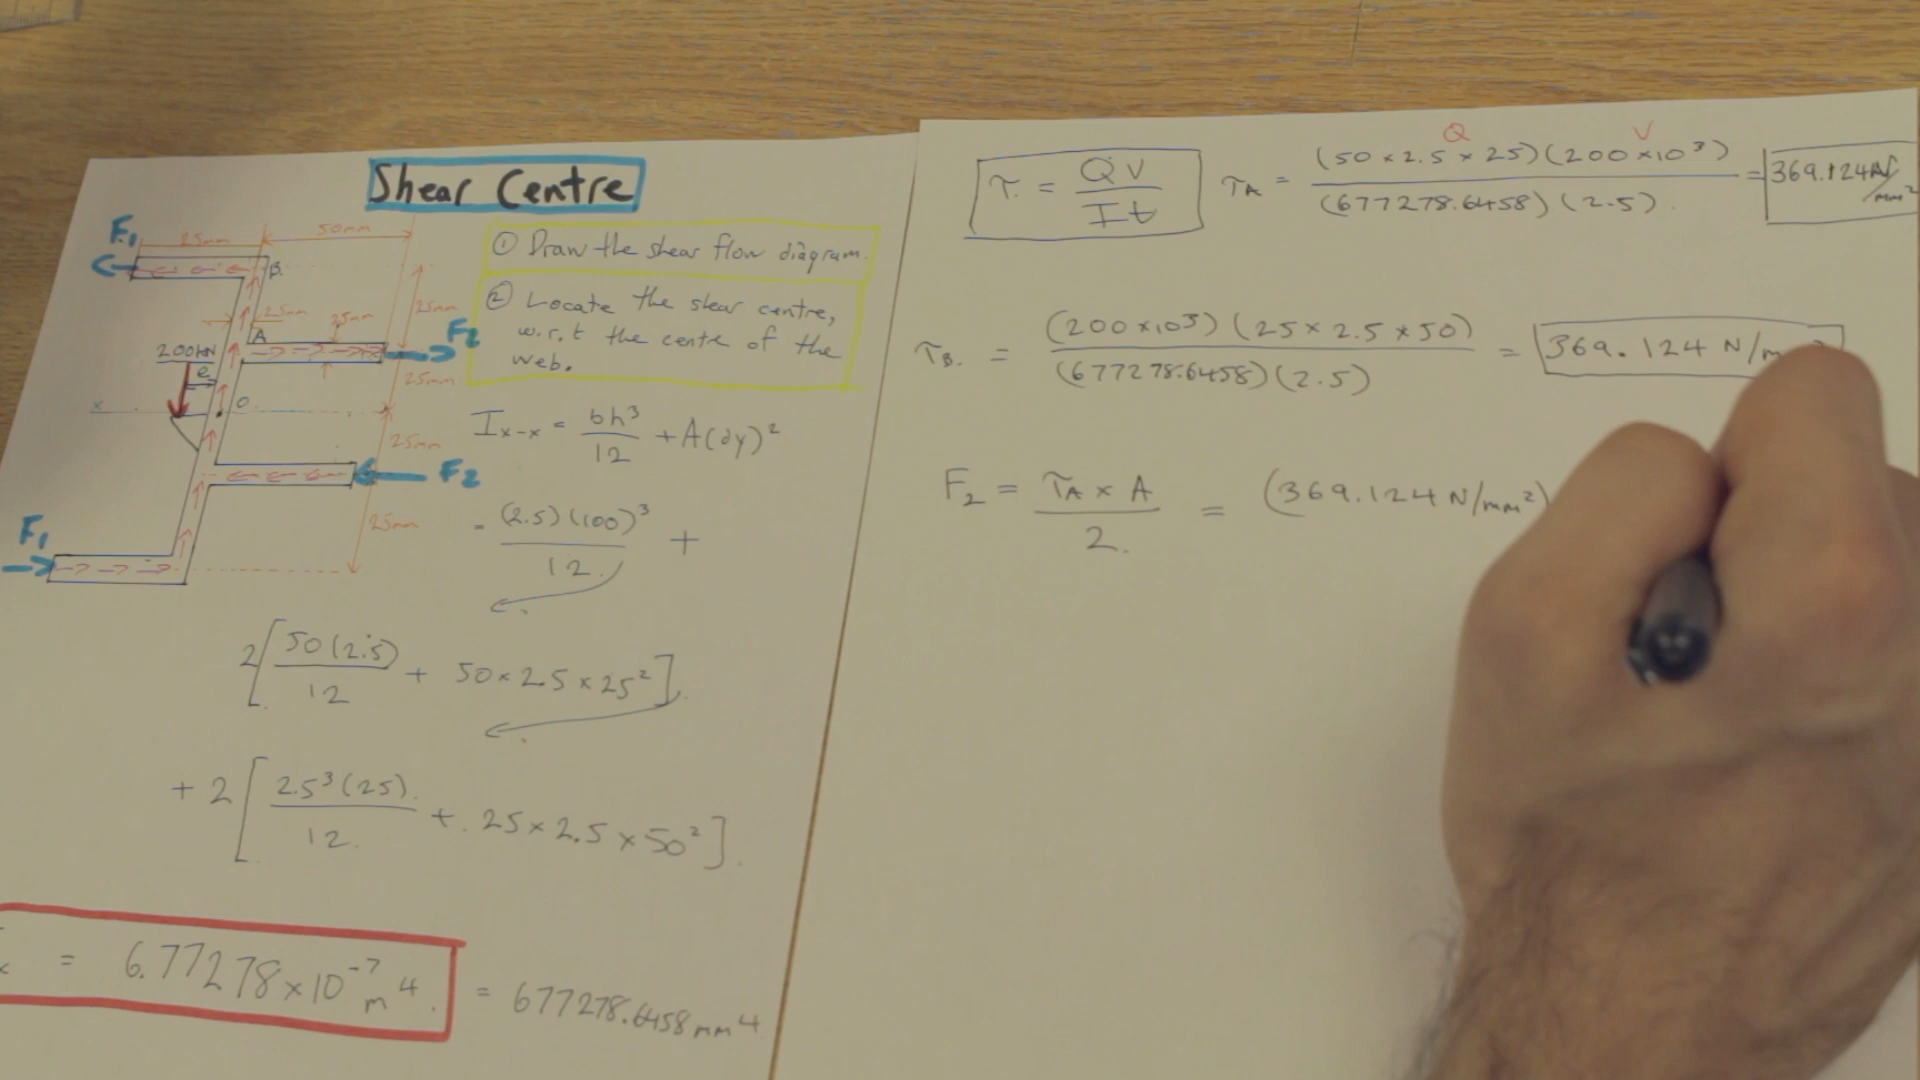 Shear Centre
① Draw the shear flow diagram.
② Locate the shear centre,
w.r.t the centre of the
web.
F₁
25mm
50mm
B.
25mm
2.5mm
2.5mm
A
F₂
200kN
e
25mm
x
O
25mm
F₂
25mm
F₁
Iₓ₋ₓ = bh³/12 + A(dy)²
= (2.5)(100)³/12 +
2[50(2.5)/12 + 50 × 2.5 × 25²].
+ 2[2.5³(25)/12. + 25 × 2.5 × 50²].
= 6.77278 × 10⁻⁷ m⁴. = 677278.6458 mm⁴
τ = QV/It
Q V
τA = (50 × 2.5 × 25)(200 × 10³)/(677278.6458)(2.5). = 369.124 N/mm²
τB. = (200 × 10³)(25 × 2.5 × 50)/(677278.6458)(2.5) = 369.124 N/m
F₂ = τA × A/2. = (369.124 N/mm²)